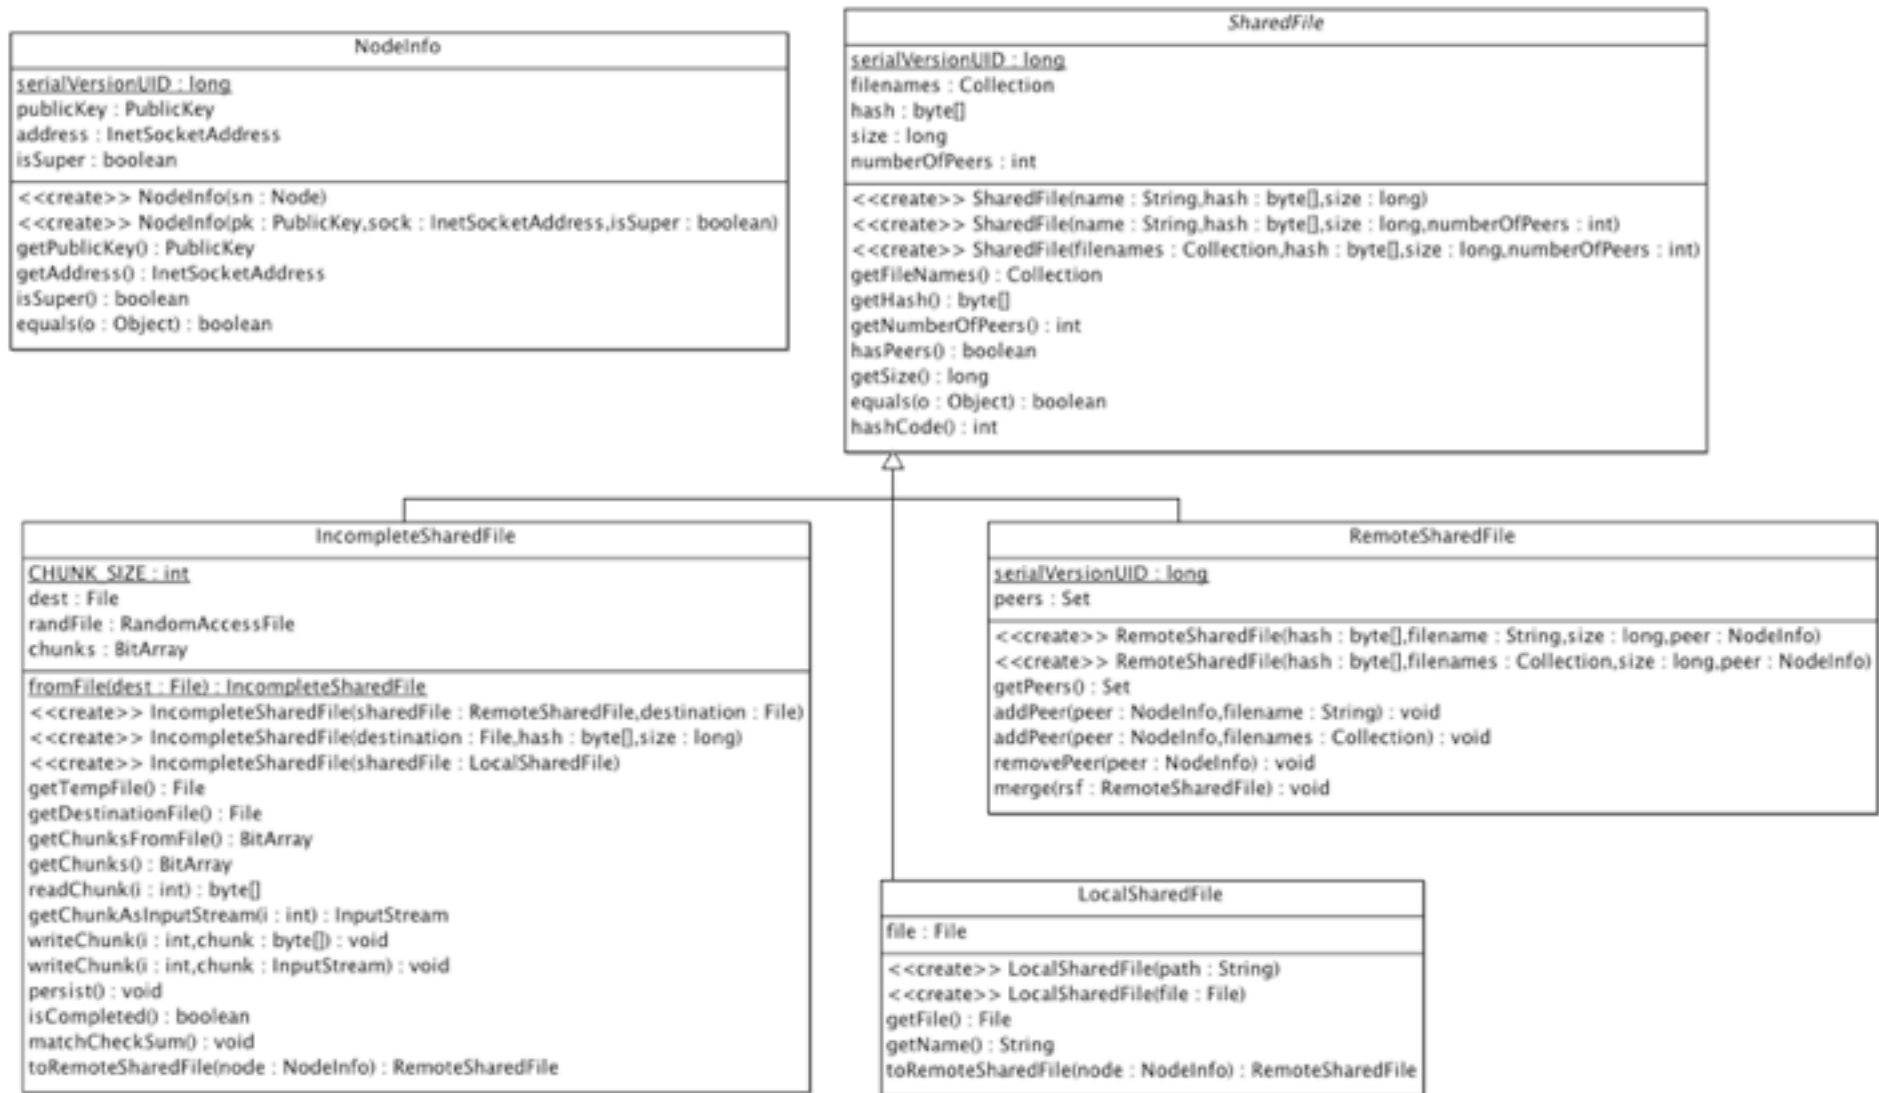 NodeInfo
serialVersionUID : long
publicKey : PublicKey
address : InetSocketAddress
isSuper : boolean
<<create>> NodeInfo(sn : Node)
<<create>> NodeInfo(pk : PublicKey,sock : InetSocketAddress,isSuper : boolean)
getPublicKey() : PublicKey
getAddress() : InetSocketAddress
isSuper() : boolean
equals(o : Object) : boolean
SharedFile
serialVersionUID : long
filenames : Collection
hash : byte[]
size : long
numberOfPeers : int
<<create>> SharedFile(name : String,hash : byte[],size : long)
<<create>> SharedFile(name : String,hash : byte[],size : long,numberOfPeers : int)
<<create>> SharedFile(filenames : Collection,hash : byte[],size : long,numberOfPeers : int)
getFileNames() : Collection
getHash() : byte[]
getNumberOfPeers() : int
hasPeers() : boolean
getSize() : long
equals(o : Object) : boolean
hashCode() : int
IncompleteSharedFile
CHUNK_SIZE : int
dest : File
randFile : RandomAccessFile
chunks : BitArray
fromFile(dest : File) : IncompleteSharedFile
<<create>> IncompleteSharedFile(sharedFile : RemoteSharedFile,destination : File)
<<create>> IncompleteSharedFile(destination : File,hash : byte[],size : long)
<<create>> IncompleteSharedFile(sharedFile : LocalSharedFile)
getTempFile() : File
getDestinationFile() : File
getChunksFromFile() : BitArray
getChunks() : BitArray
readChunk(i : int) : byte[]
getChunkAsInputStream(i : int) : InputStream
writeChunk(i : int,chunk : byte[]) : void
writeChunk(i : int,chunk : InputStream) : void
persist() : void
isCompleted() : boolean
matchCheckSum() : void
toRemoteSharedFile(node : NodeInfo) : RemoteSharedFile
RemoteSharedFile
serialVersionUID : long
peers : Set
<<create>> RemoteSharedFile(hash : byte[],filename : String,size : long,peer : NodeInfo)
<<create>> RemoteSharedFile(hash : byte[],filenames : Collection,size : long,peer : NodeInfo)
getPeers() : Set
addPeer(peer : NodeInfo,filename : String) : void
addPeer(peer : NodeInfo,filenames : Collection) : void
removePeer(peer : NodeInfo) : void
merge(rsf : RemoteSharedFile) : void
LocalSharedFile
file : File
<<create>> LocalSharedFile(path : String)
<<create>> LocalSharedFile(file : File)
getFile() : File
getName() : String
toRemoteSharedFile(node : NodeInfo) : RemoteSharedFile